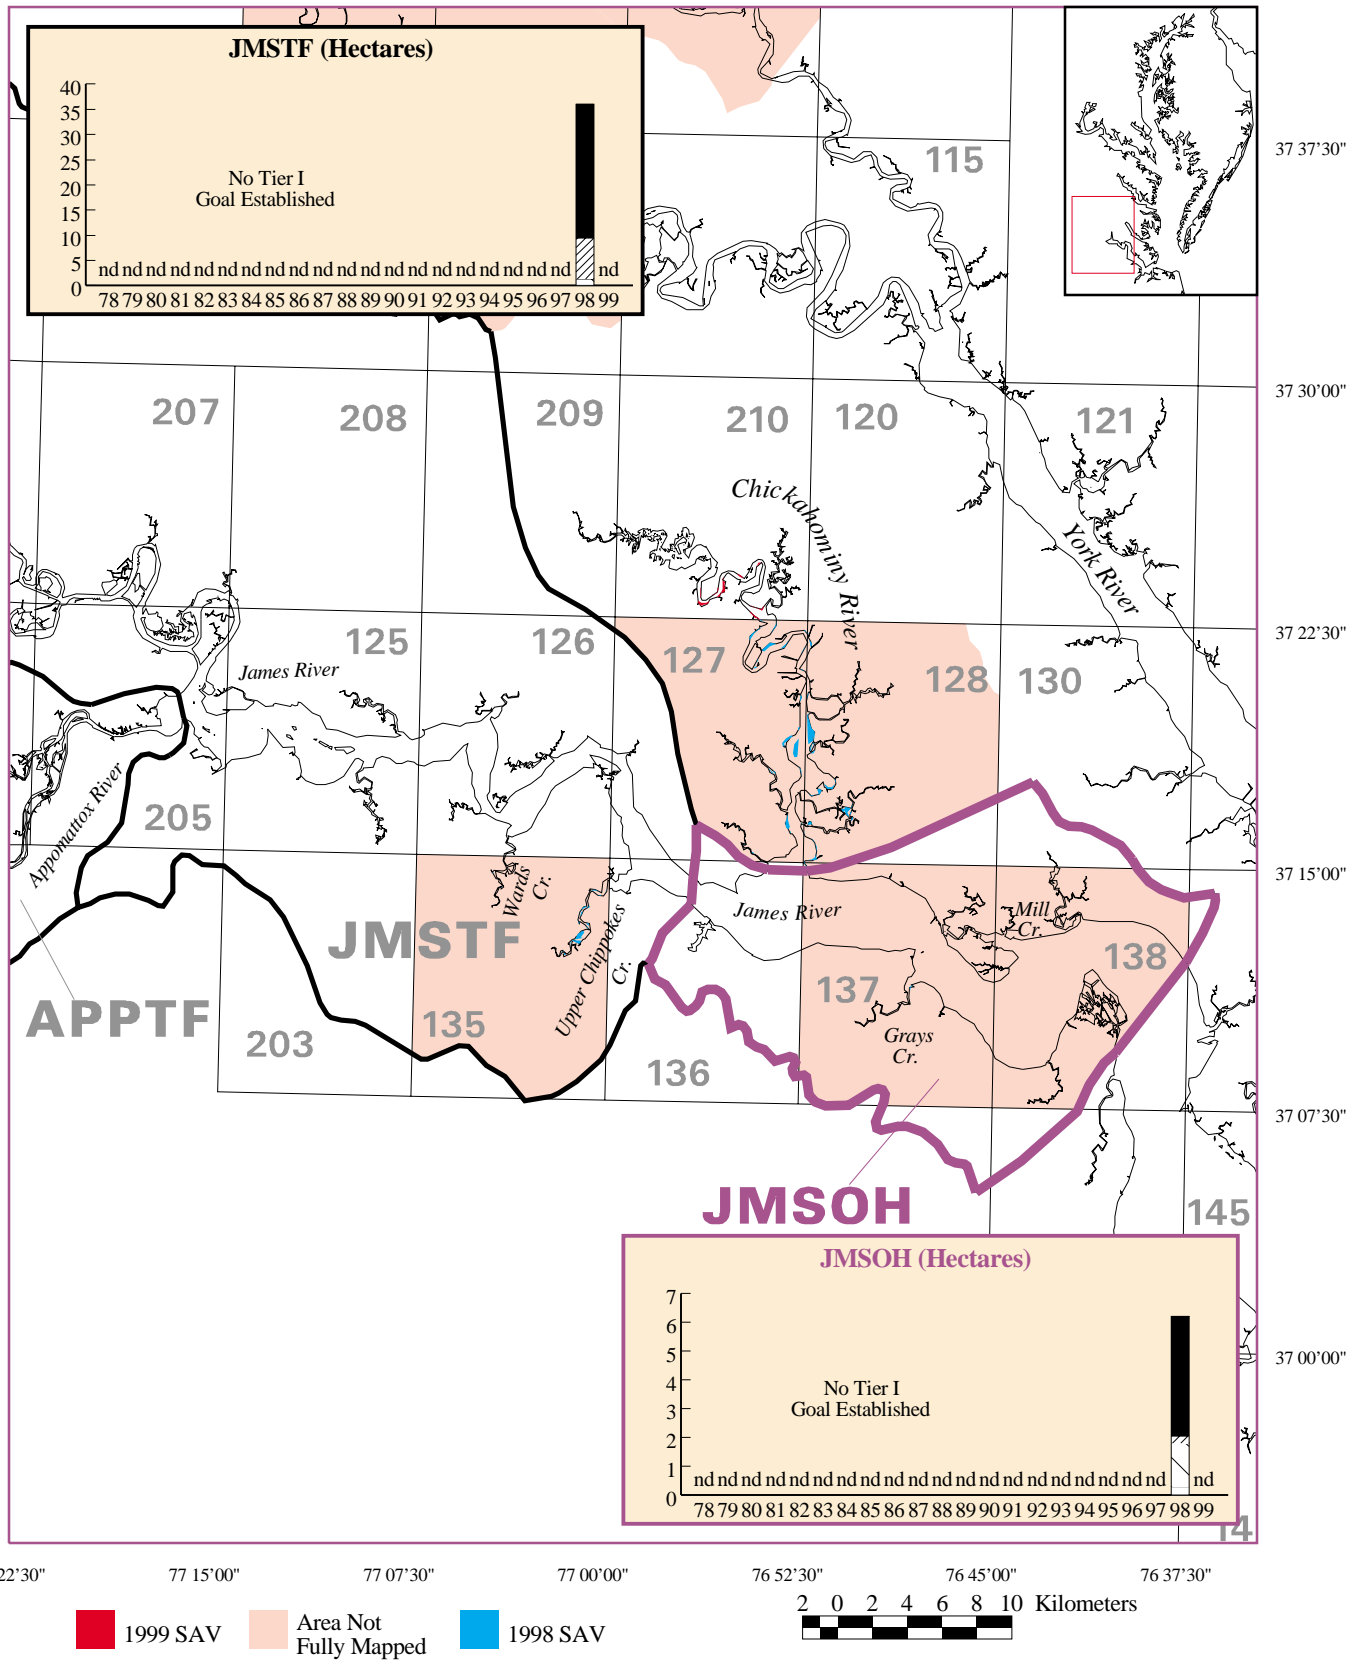 JMSTF (Hectares)
40
35
30
25
20
15
10
5
0
No Tier I
Goal Established
nd nd nd nd nd nd nd nd nd nd nd nd nd nd nd nd nd nd nd nd nd
78 79 80 81 82 83 84 85 86 87 88 89 90 91 92 93 94 95 96 97 98 99
115
37 37'30"
37 30'00"
207
208
209
210
120
121
Chickahominy River
York River
37 22'30"
125
126
127
128
130
James River
Appomattox River
205
37 15'00"
Wards
Cr.
James River
Mill
Cr.
JMSTF
Upper Chippokes
Cr.
138
137
APPTF
203
135
136
Grays
Cr.
37 07'30"
JMSOH
145
JMSOH (Hectares)
7
6
5
4
3
2
1
0
No Tier I
Goal Established
nd nd nd nd nd nd nd nd nd nd nd nd nd nd nd nd nd nd nd nd nd
78 79 80 81 82 83 84 85 86 87 88 89 90 91 92 93 94 95 96 97 98 99
37 00'00"
14
22'30"
77 15'00"
77 07'30"
77 00'00"
76 52'30"
76 45'00"
76 37'30"
1999 SAV
Area Not
Fully Mapped
1998 SAV
2 0 2 4 6 8 10 Kilometers